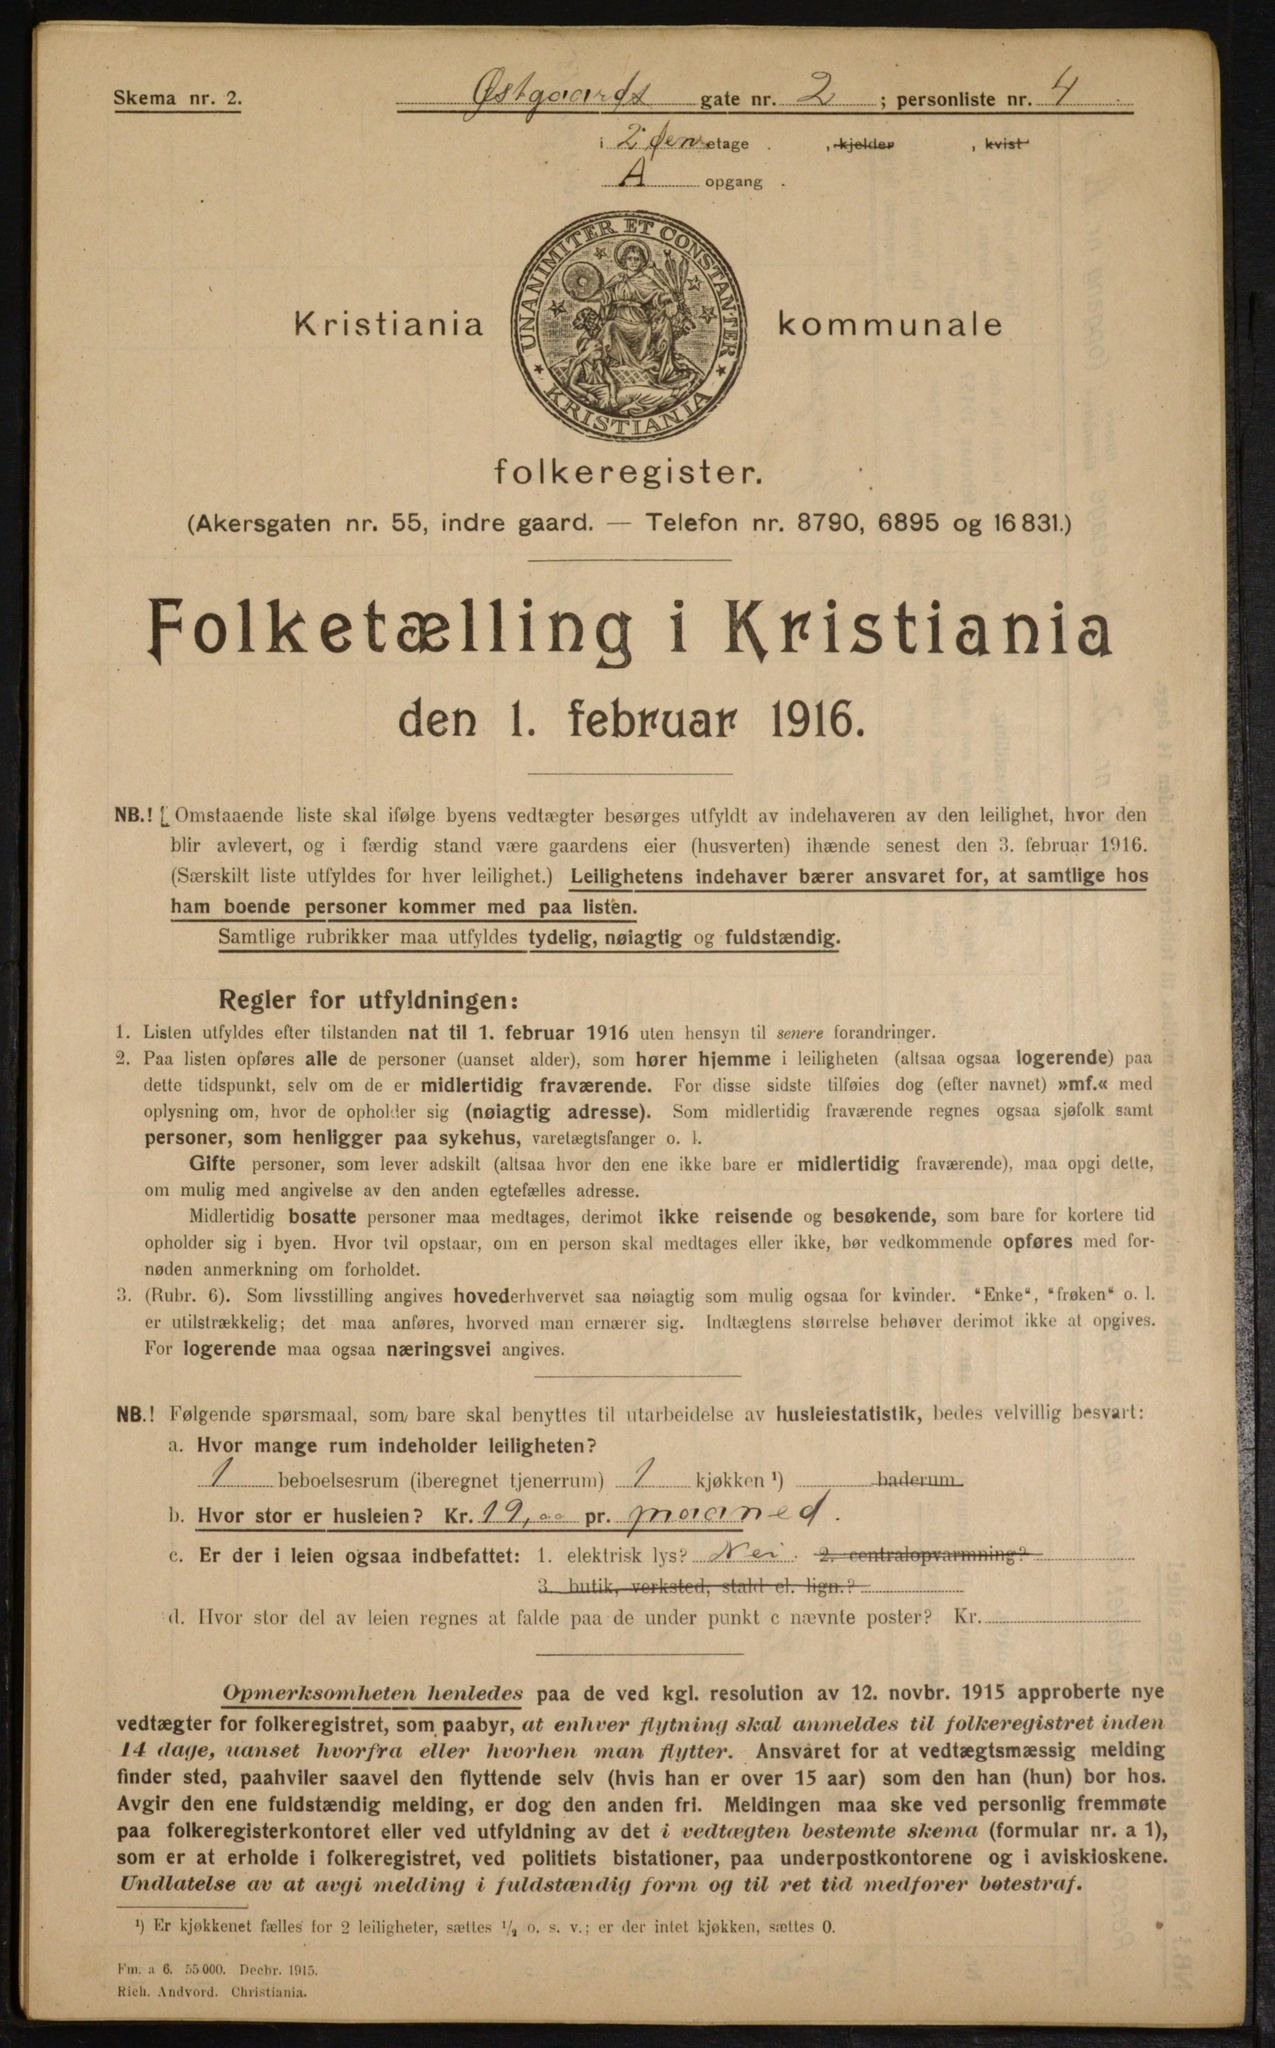 Skema nr. 2. Østgaards gate nr. 2 ; personliste nr. 4
i 2den etage . , kjelder , kvist
A opgang .
UNANIMITER ET CONSTANTER
KRISTIANIA
Kristiania kommunale
folkeregister.
(Akersgaten nr. 55, indre gaard. — Telefon nr. 8790, 6895 og 16 831.)
Folketælling i Kristiania
den 1. februar 1916.
NB.! Omstaaende liste skal ifølge byens vedtægter besørges utfyldt av indehaveren av den leilighet, hvor den
blir avlevert, og i færdig stand være gaardens eier (husverten) ihænde senest den 3. februar 1916.
(Særskilt liste utfyldes for hver leilighet.) Leilighetens indehaver bærer ansvaret for, at samtlige hos
ham boende personer kommer med paa listen.
Samtlige rubrikker maa utfyldes tydelig, nøiagtig og fuldstændig.
Regler for utfyldningen:
1. Listen utfyldes efter tilstanden nat til 1. februar 1916 uten hensyn til senere forandringer.
2. Paa listen opføres alle de personer (uanset alder), som hører hjemme i leiligheten (altsaa ogsaa logerende) paa
dette tidspunkt, selv om de er midlertidig fraværende. For disse sidste tilføies dog (efter navnet) »mf.« med
oplysning om, hvor de opholder sig (nøiagtig adresse). Som midlertidig fraværende regnes ogsaa sjøfolk samt
personer, som henligger paa sykehus, varetægtsfanger o. l.
Gifte personer, som lever adskilt (altsaa hvor den ene ikke bare er midlertidig fraværende), maa opgi dette,
om mulig med angivelse av den anden egtefælles adresse.
Midlertidig bosatte personer maa medtages, derimot ikke reisende og besøkende, som bare for kortere tid
opholder sig i byen. Hvor tvil opstaar, om en person skal medtages eller ikke, bør vedkommende opføres med for-
nøden anmerkning om forholdet.
3. (Rubr. 6). Som livsstilling angives hovederhvervet saa nøiagtig som mulig ogsaa for kvinder. "Enke", "frøken" o. l.
er utilstrækkelig; det maa anføres, hvorved man ernærer sig. Indtægtens størrelse behøver derimot ikke at opgives.
For logerende maa ogsaa næringsvei angives.
NB.! Følgende spørsmaal, som bare skal benyttes til utarbeidelse av husleiestatistik, bedes velvillig besvart:
a. Hvor mange rum indeholder leiligheten?
1 beboelsesrum (iberegnet tjenerrum) 1 kjøkken ¹) baderum
b. Hvor stor er husleien? Kr. 19,00 pr. maaned.
c. Er der i leien ogsaa indbefattet: 1. elektrisk lys? Nei. 2. centralopvarmning?
3. butik, verksted, stald el. lign.?
d. Hvor stor del av leien regnes at falde paa de under punkt c nævnte poster? Kr.
Opmerksomheten henledes paa de ved kgl. resolution av 12. novbr. 1915 approberte nye
vedtægter for folkeregistret, som paabyr, at enhver flytning skal anmeldes til folkeregistret inden
14 dage, uanset hvorfra eller hvorhen man flytter. Ansvaret for at vedtægtsmæssig melding
finder sted, paahviler saavel den flyttende selv (hvis han er over 15 aar) som den han (hun) bor hos.
Avgir den ene fuldstændig melding, er dog den anden fri. Meldingen maa ske ved personlig fremmøte
paa folkeregisterkontoret eller ved utfyldning av det i vedtægten bestemte skema (formular nr. a 1),
som er at erholde i folkeregistret, ved politiets bistationer, paa underpostkontorene og i aviskioskene.
Undlatelse av at avgi melding i fuldstændig form og til ret tid medfører bøtestraf.
¹) Er kjøkkenet fælles for 2 leiligheter, sættes ½ o. s. v.; er der intet kjøkken, sættes 0.
Fm. a 6. 55 000. Decbr. 1915.
Rich. Andvord. Christiania.